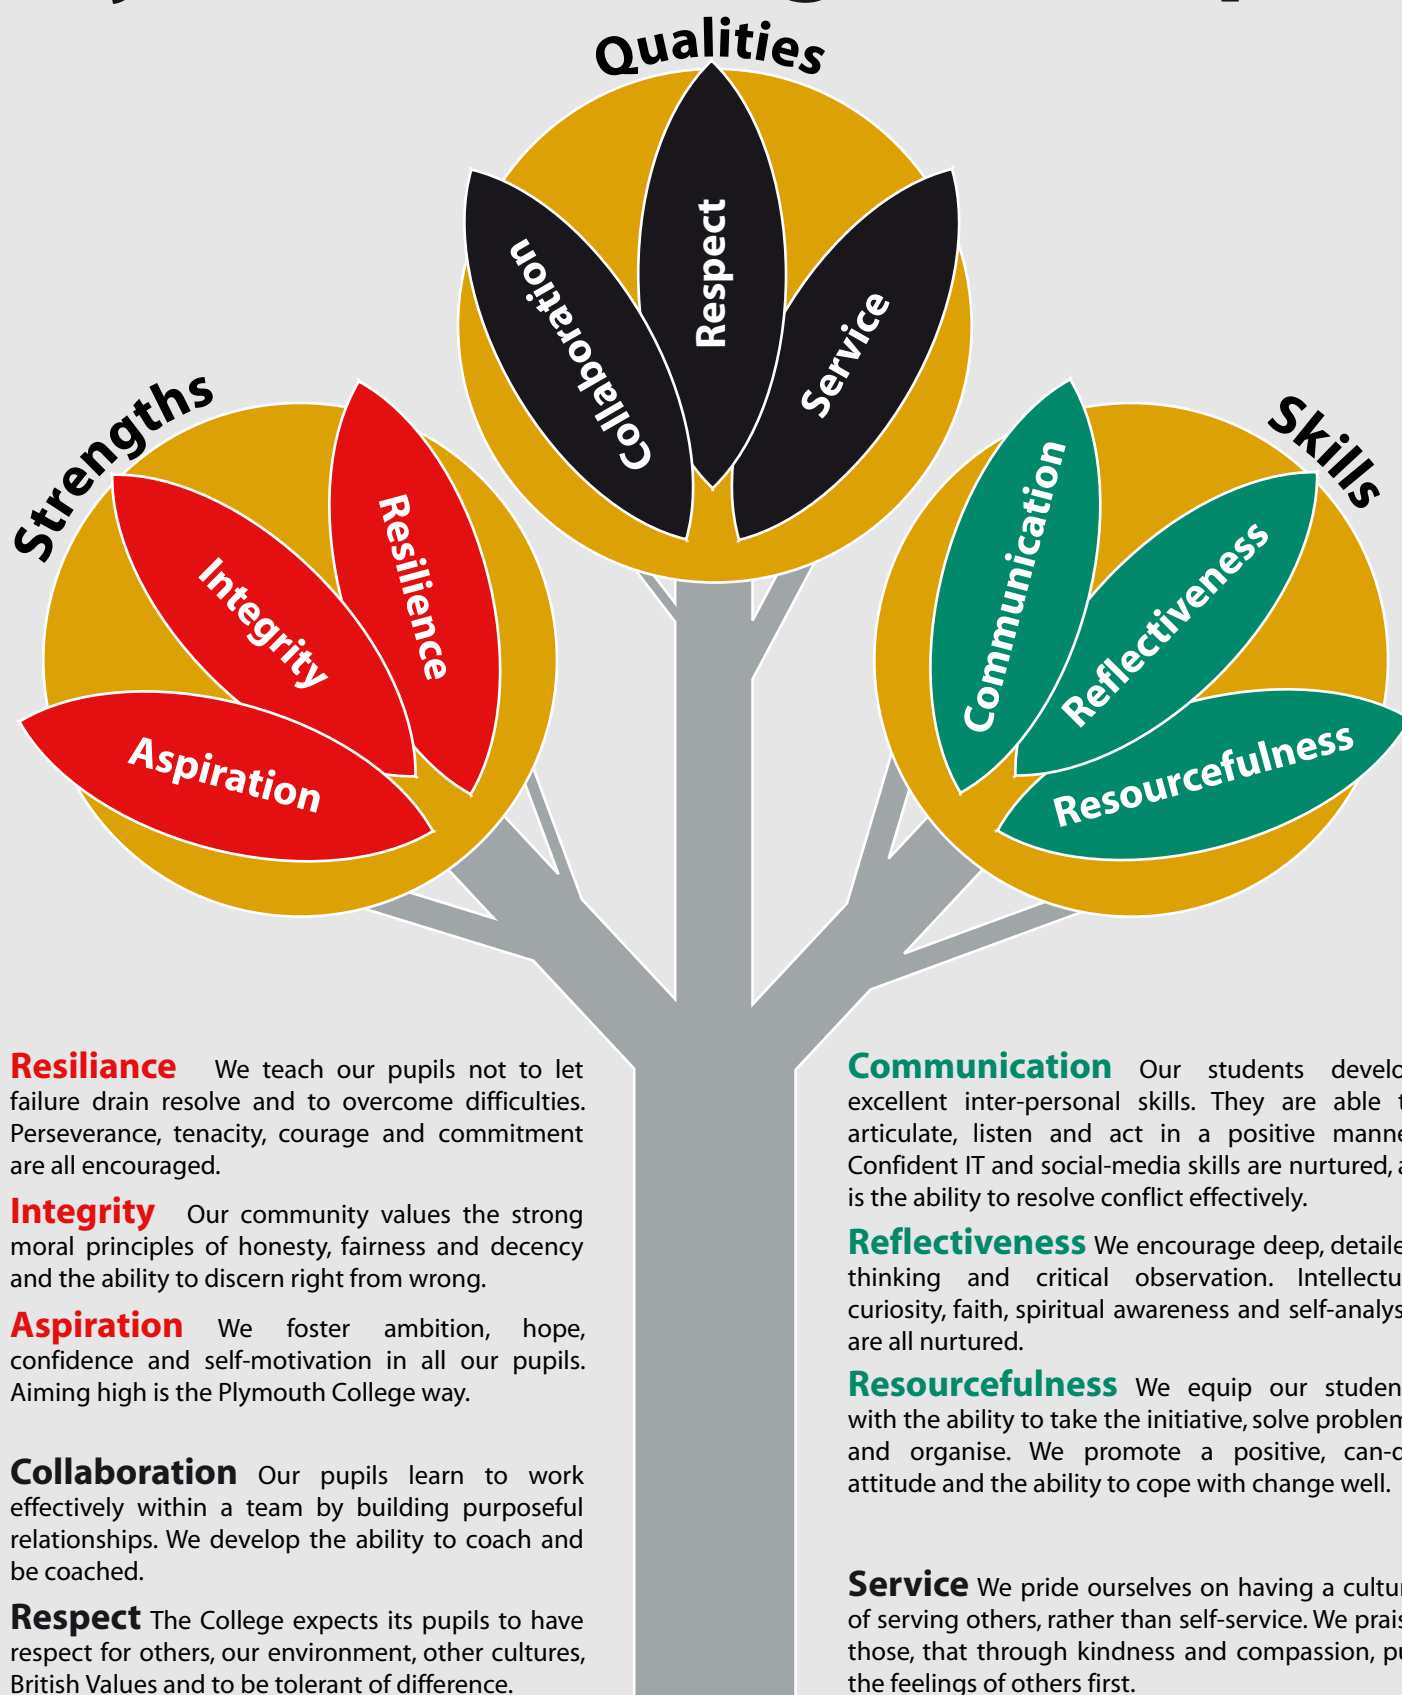 Qualities
Collaboration
Respect
Service
Strengths
Integrity
Resilience
Aspiration
Skills
Communication
Reflectiveness
Resourcefulness
Resiliance We teach our pupils not to let
failure drain resolve and to overcome difficulties.
Perseverance, tenacity, courage and commitment
are all encouraged.
Integrity Our community values the strong
moral principles of honesty, fairness and decency
and the ability to discern right from wrong.
Aspiration We foster ambition, hope,
confidence and self-motivation in all our pupils.
Aiming high is the Plymouth College way.
Collaboration Our pupils learn to work
effectively within a team by building purposeful
relationships. We develop the ability to coach and
be coached.
Respect The College expects its pupils to have
respect for others, our environment, other cultures,
British Values and to be tolerant of difference.
Communication Our students
excellent inter-personal skills. They are able
articulate, listen and act in a positive
Confident IT and social-media skills are nurtured,
is the ability to resolve conflict effectively.
Reflectiveness We encourage deep,
thinking and critical observation.
curiosity, faith, spiritual awareness and
are all nurtured.
Resourcefulness We equip our
with the ability to take the initiative, solve
and organise. We promote a positive,
attitude and the ability to cope with change well.
Service We pride ourselves on having a
of serving others, rather than self-service. We
those, that through kindness and compassion,
the feelings of others first.